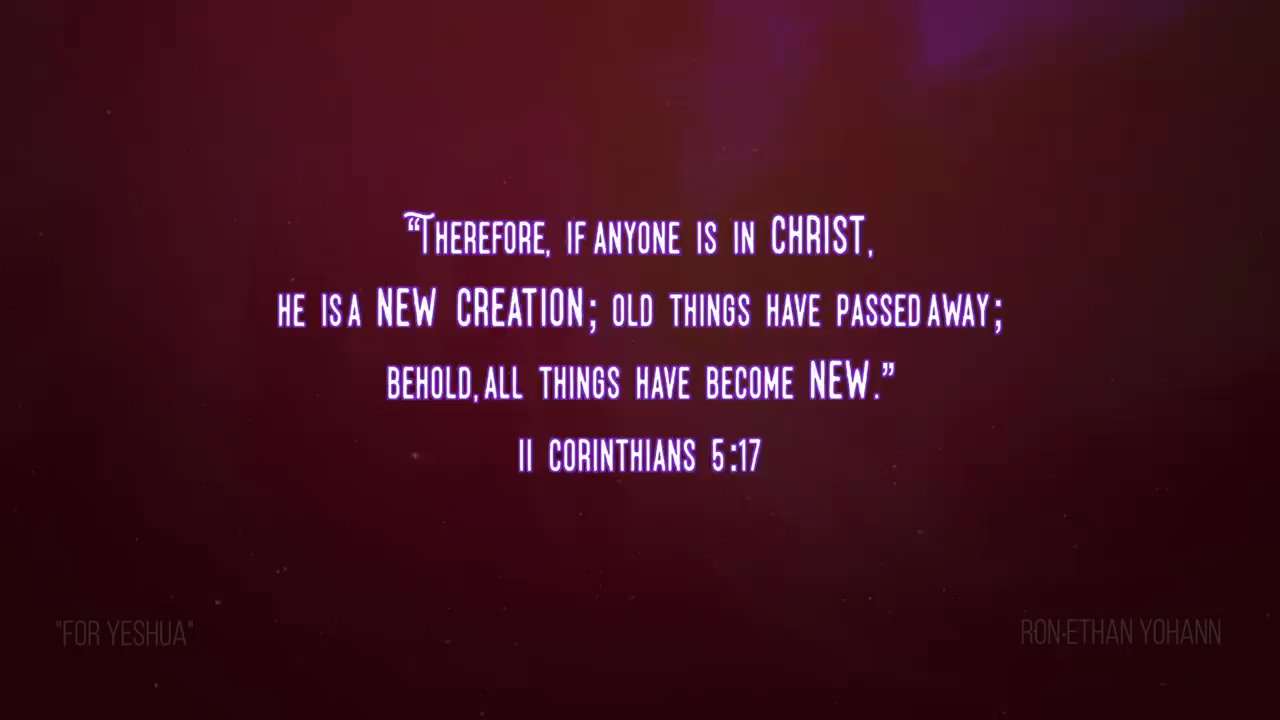 “Therefore, if anyone is in CHRIST,
he is a NEW CREATION; old things have passed away;
behold, all things have become NEW.”
II CORINTHIANS 5:17
"FOR YESHUA"
RON-ETHAN YOHANN